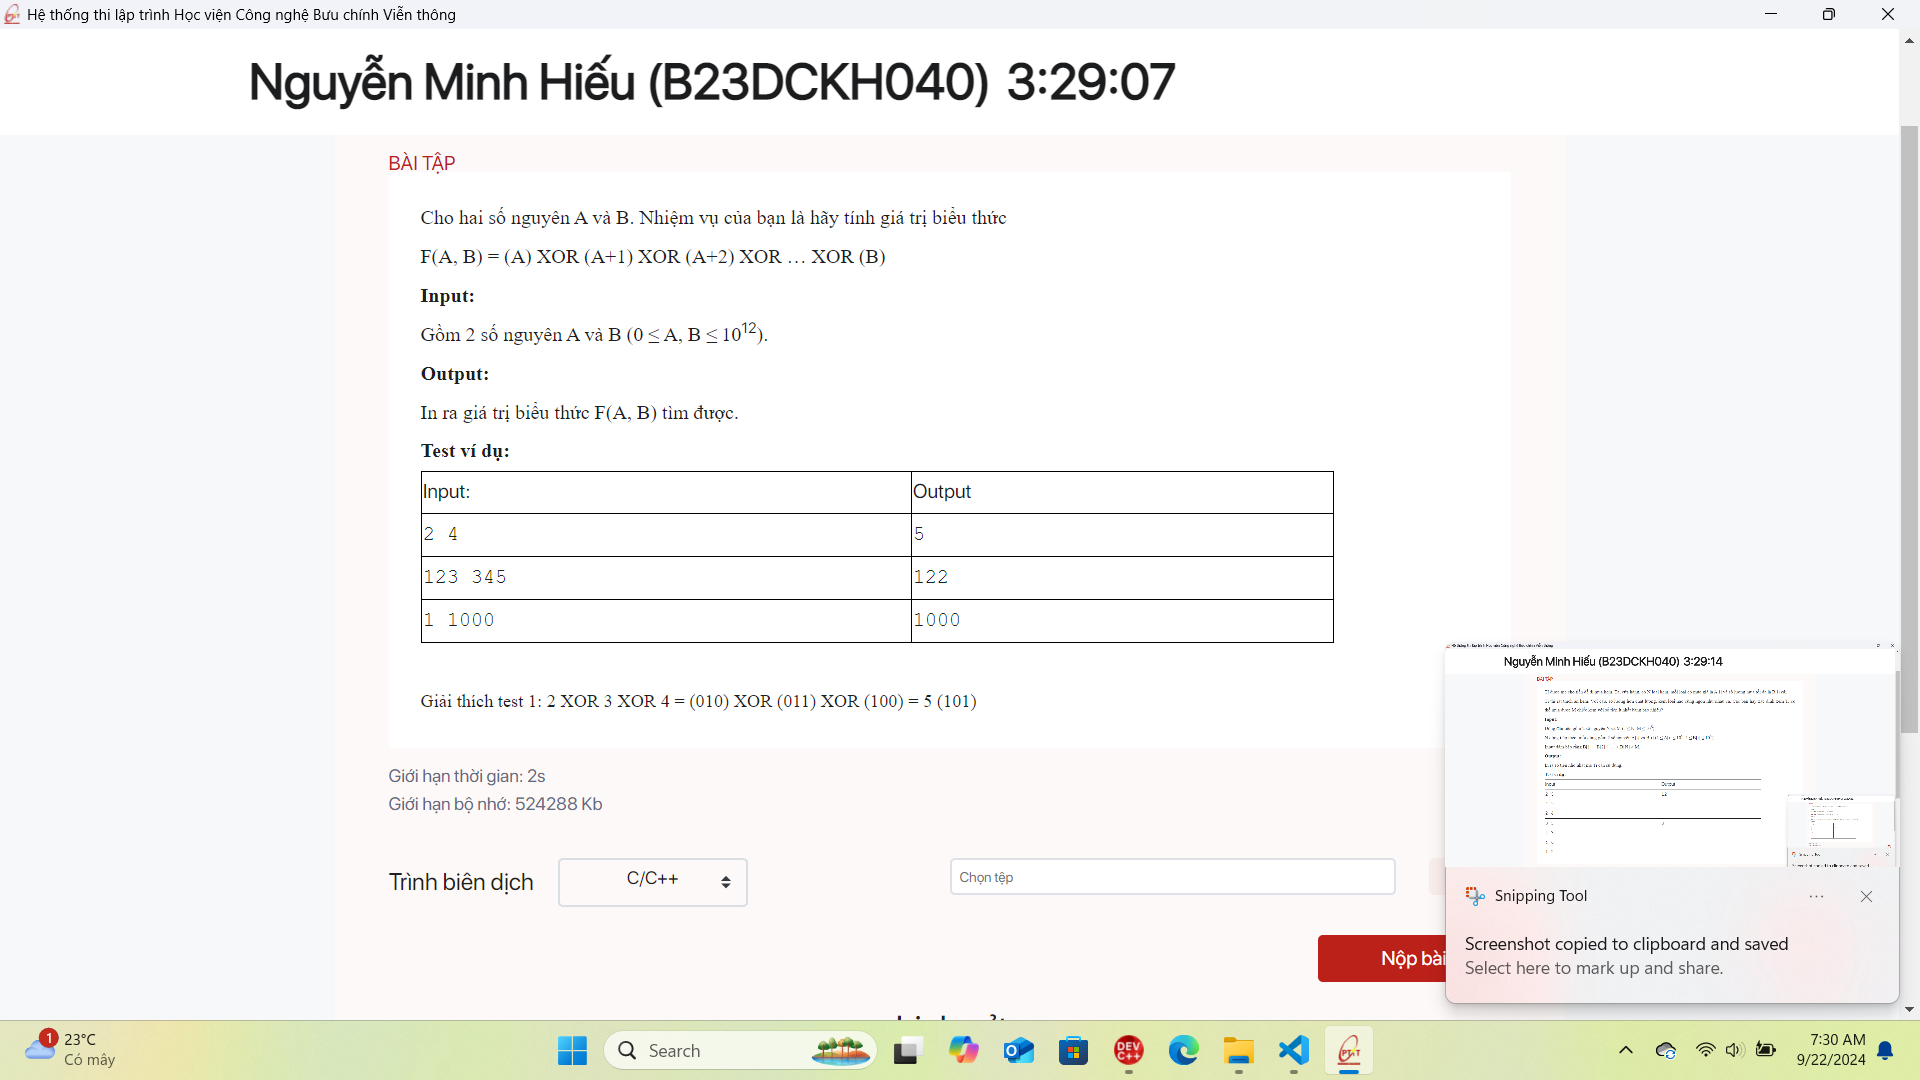 Hệ thống thi lập trình Học viện Công nghệ Bưu chính Viễn thông
Nguyễn Minh Hiếu (B23DCKH040) 3:29:07
BÀI TẬP
Cho hai số nguyên A và B. Nhiệm vụ của bạn là hãy tính giá trị biểu thức
F(A, B) = (A) XOR (A+1) XOR (A+2) XOR … XOR (B)
Input:
Gồm 2 số nguyên A và B (0 ≤ A, B ≤ 10¹²).
Output:
In ra giá trị biểu thức F(A, B) tìm được.
Test ví dụ:
Input: Output
2 4 5
123 345 122
1 1000 1000
Giải thích test 1: 2 XOR 3 XOR 4 = (010) XOR (011) XOR (100) = 5 (101)
Giới hạn thời gian: 2s
Giới hạn bộ nhớ: 524288 Kb
Trình biên dịch C/C++ Chọn tệp
Nộp bài
Nguyễn Minh Hiếu (B23DCKH040) 3:29:14
BÀI TẬP
Snipping Tool
Screenshot copied to clipboard and saved
Select here to mark up and share.
1 23°C
Có mây
Search
DEV C++
7:30 AM
9/22/2024